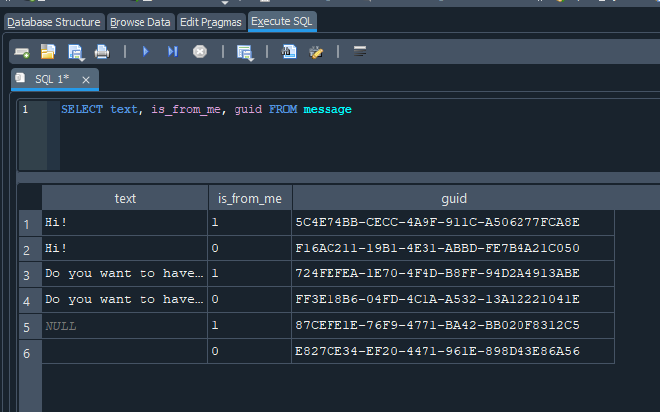 Database Structure Browse Data Edit Pragmas Execute SQL
SQL 1*
1 SELECT text, is_from_me, guid FROM message
text is_from_me guid
1 Hi! 1 5C4E74BB-CECC-4A9F-911C-A506277FCA8E
2 Hi! 0 F16AC211-19B1-4E31-ABBD-FE7B4A21C050
3 Do you want to have… 1 724FEFEA-1E70-4F4D-B8FF-94D2A4913ABE
4 Do you want to have… 0 FF3E18B6-04FD-4C1A-A532-13A12221041E
5 NULL 1 87CEFE1E-76F9-4771-BA42-BB020F8312C5
6 0 E827CE34-EF20-4471-961E-898D43E86A56